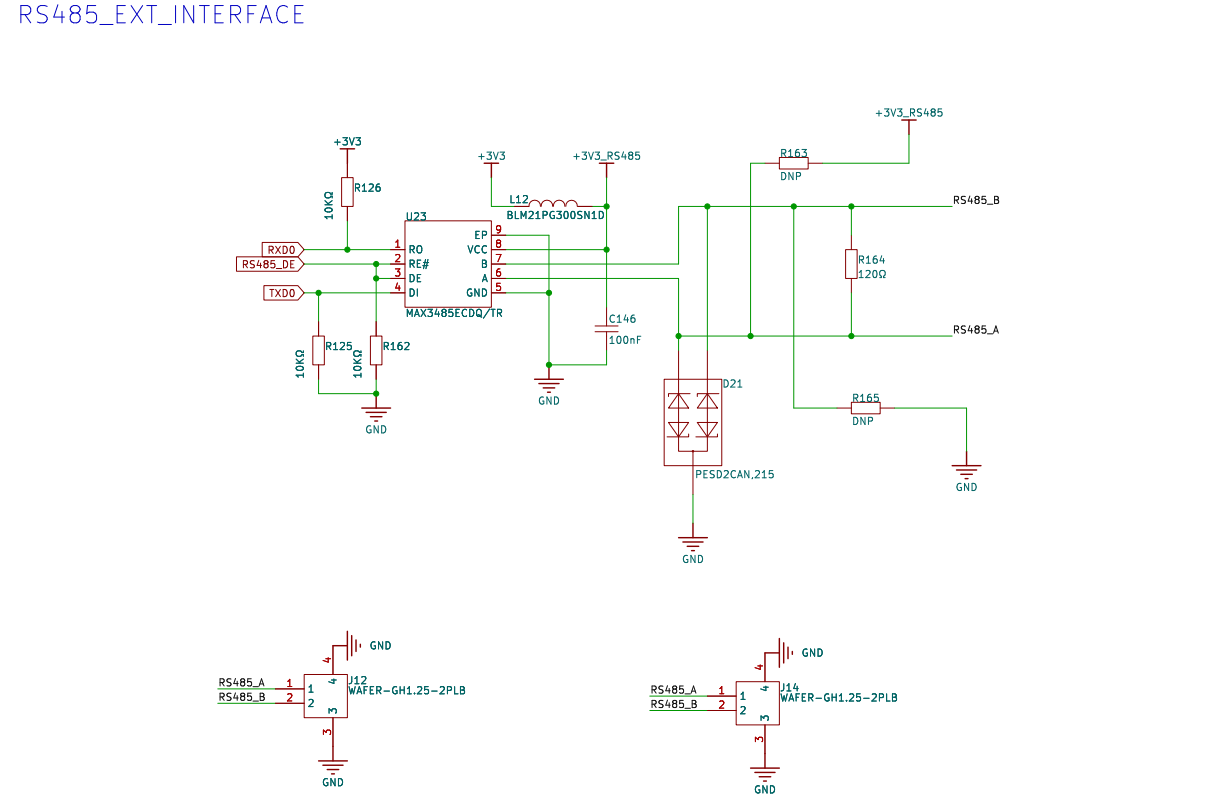 RS485_EXT_INTERFACE
+3V3_RS485
+3V3
R126
10KΩ
+3V3
+3V3_RS485
L12
BLM21PG300SN1D
R163
DNP
RS485_B
U23
RXD0
RS485_DE
TXD0
1 RO
2 RE#
3 DE
4 DI
EP 9
VCC 8
B 7
A 6
GND 5
MAX3485ECDQ/TR
R164
120Ω
C146
100nF
RS485_A
R125
10KΩ
R162
10KΩ
GND
GND
D21
PESD2CAN,215
R165
DNP
GND
GND
4
GND
RS485_A 1 1
RS485_B 2 2
4
3
J12
WAFER-GH1.25-2PLB
3
GND
4
GND
RS485_A 1 1
RS485_B 2 2
4
3
J14
WAFER-GH1.25-2PLB
3
GND